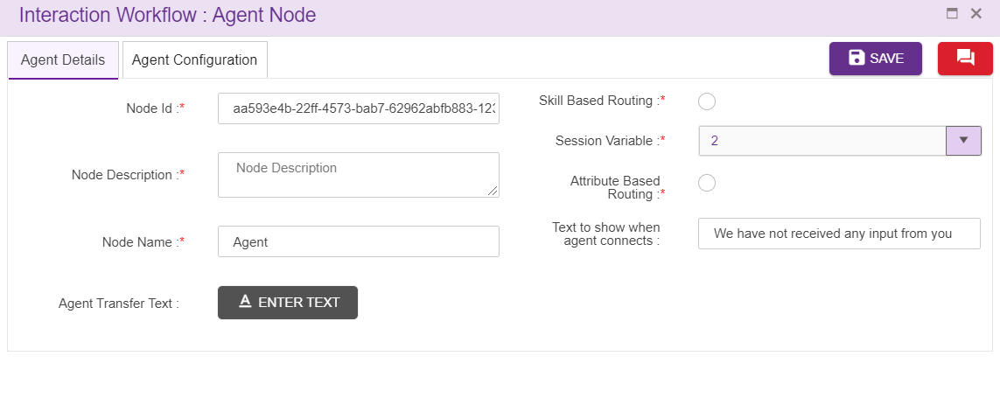 Interaction Workflow : Agent Node
Agent Details
Agent Configuration
SAVE
Node Id :*
aa593e4b-22ff-4573-bab7-62962abfb883-123
Node Description :*
Node Description
Node Name :*
Agent
Agent Transfer Text :
A ENTER TEXT
Skill Based Routing :*
Session Variable :*
2
Attribute Based
Routing :*
Text to show when
agent connects :
We have not received any input from you